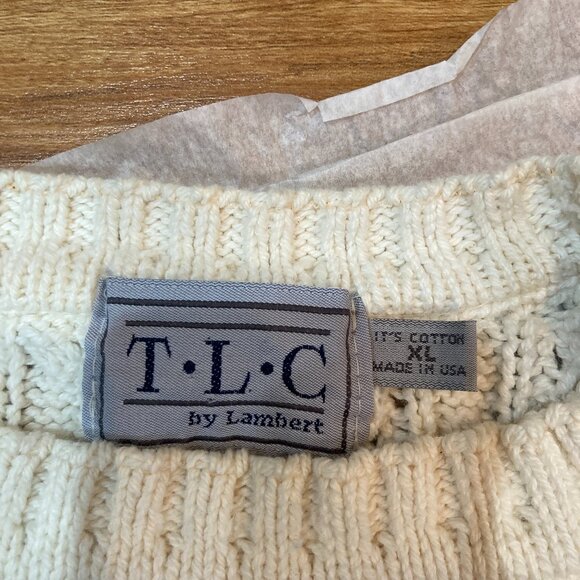 T•L•C
by Lambert
IT'S COTTON
XL
MADE IN USA